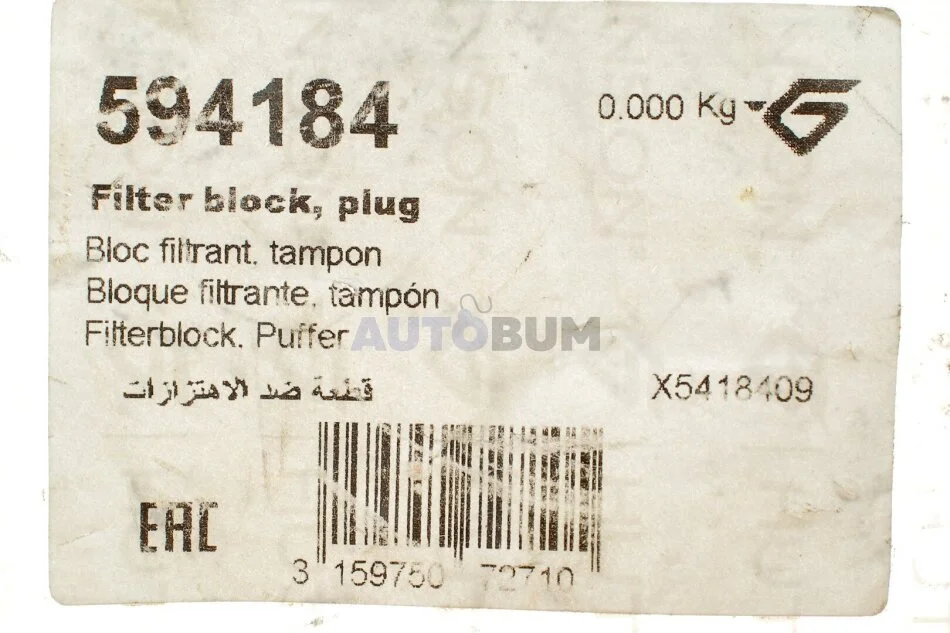 594184
0.000 Kg
Filter block, plug
Bloc filtrant. tampon
Bloque filtrante. tampón
Filterblock. Puffer
AUTOBUM
قطعة ضد الاهتزازات
X5418409
EAC
3 159750 72710